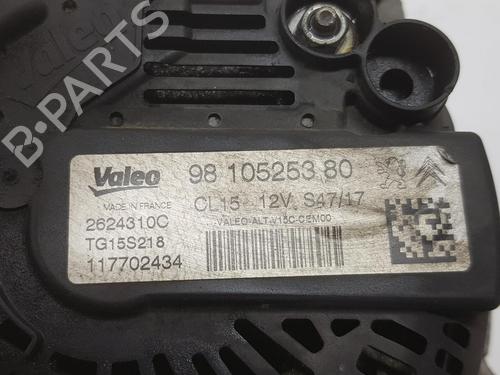 Valeo
B-PARTS
Valeo
98 105253 80
MADE IN FRANCE
CL15 12V. S47/17
2624310C
VALEO-ALT-V15C-CEM00
TG15S218
117702434